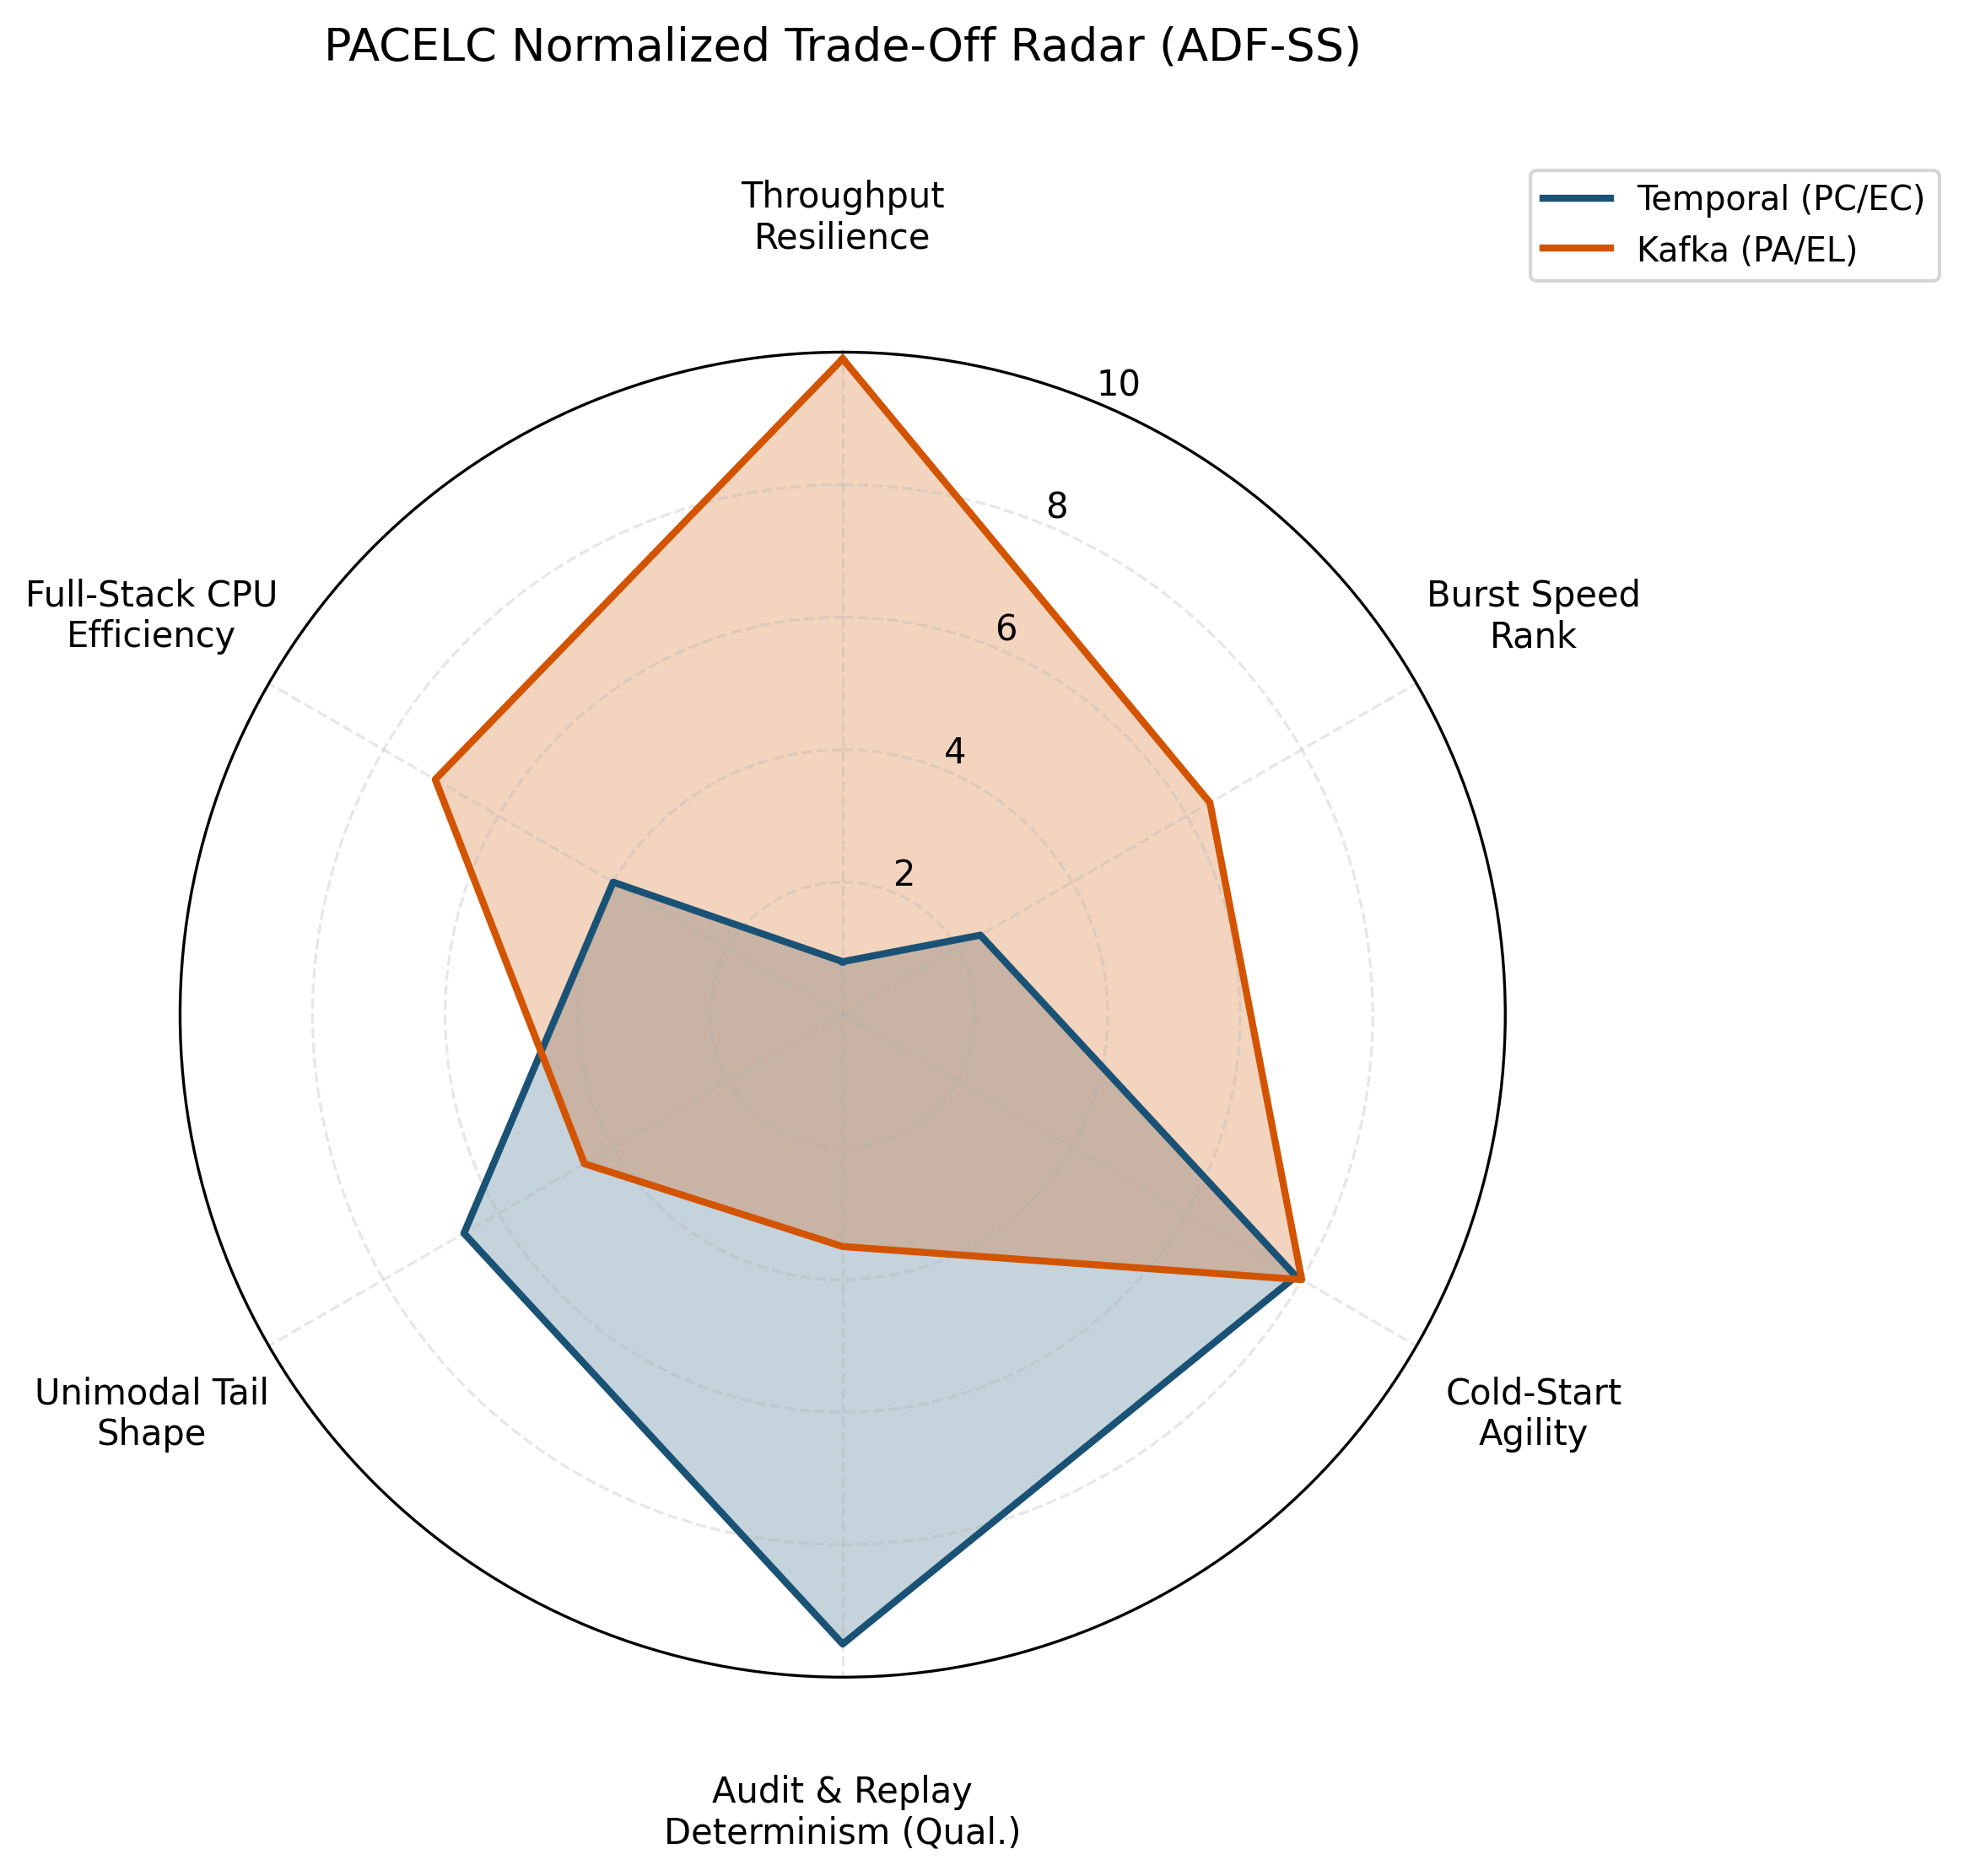 PACELC Normalized Trade-Off Radar (ADF-SS)
Throughput
Resilience
Temporal (PC/EC)
Kafka (PA/EL)
10
8
6
4
2
Burst Speed
Rank
Full-Stack CPU
Efficiency
Cold-Start
Agility
Unimodal Tail
Shape
Audit & Replay
Determinism (Qual.)